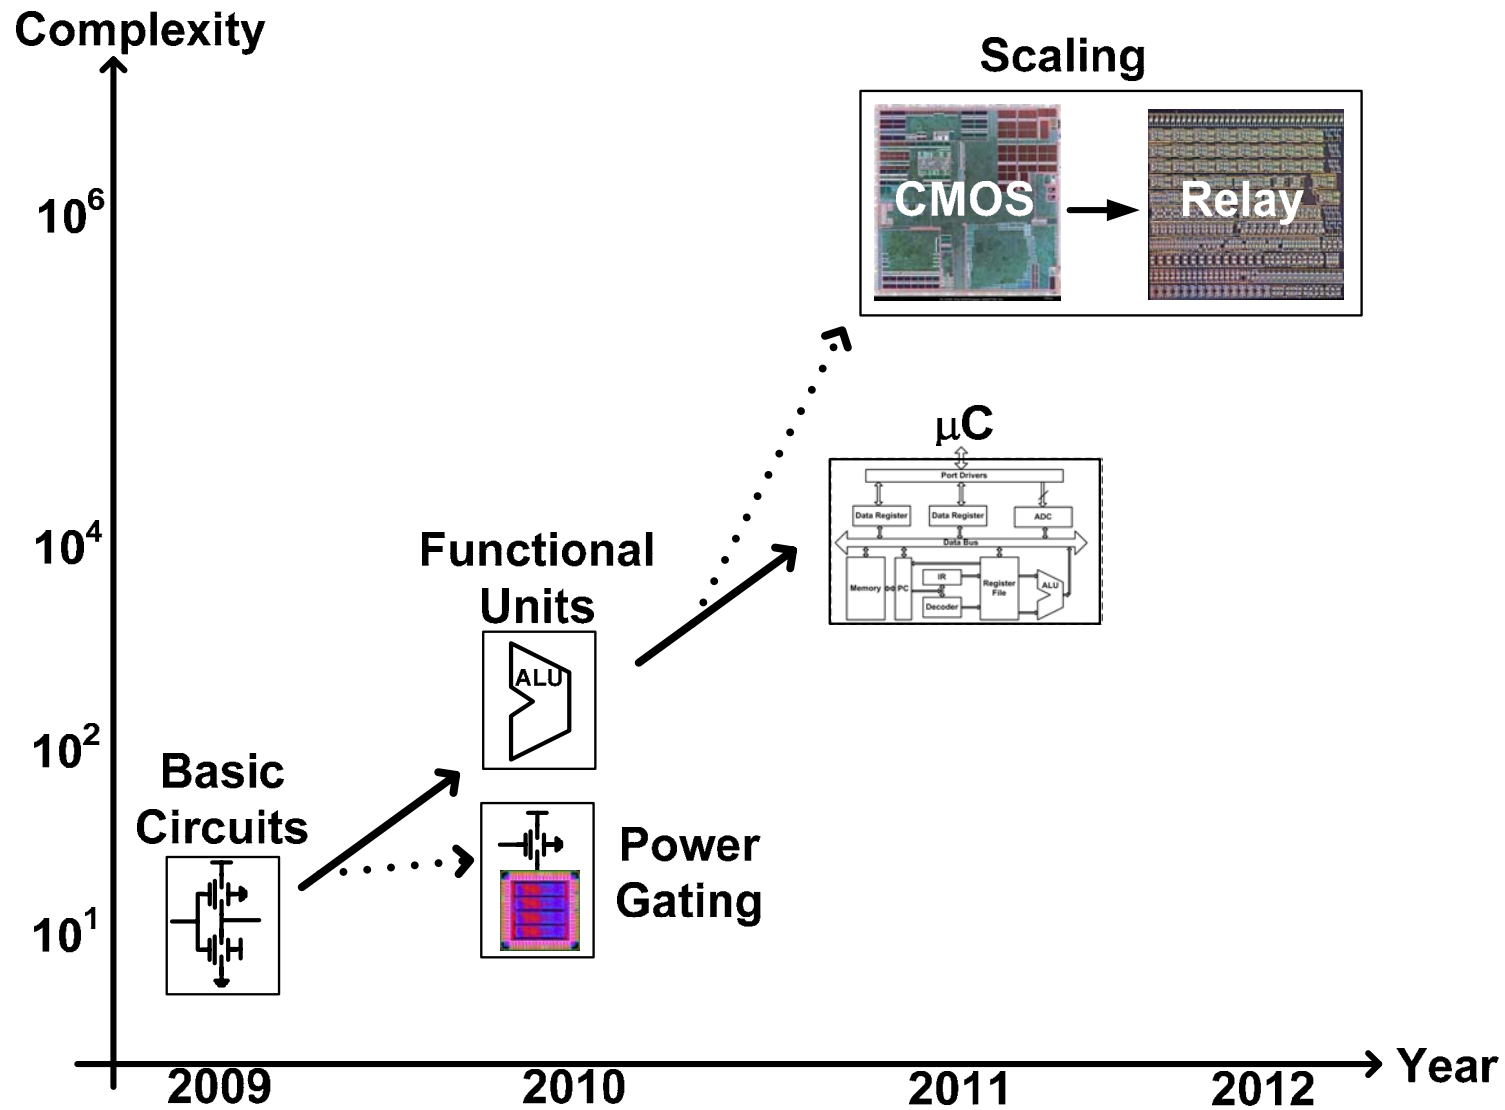 Complexity
Scaling
CMOS
Relay
10^6
μC
Port Drivers
Data Register
Data Register
ADC
Data Bus
Memory
PC
IR
Decoder
Register
File
ALU
10^4
Functional
Units
ALU
10^2
Basic
Circuits
Power
Gating
10^1
2009
2010
2011
2012
Year